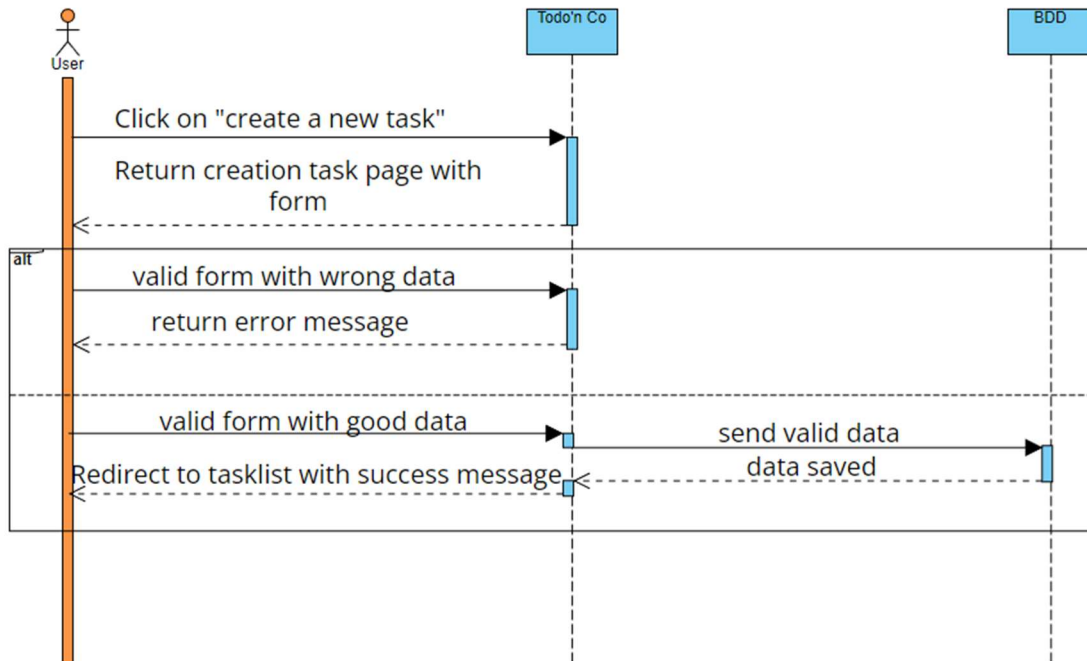 Todo'n Co
BDD
User
Click on "create a new task"
Return creation task page with
form
alt
valid form with wrong data
return error message
valid form with good data
send valid data
data saved
Redirect to tasklist with success message